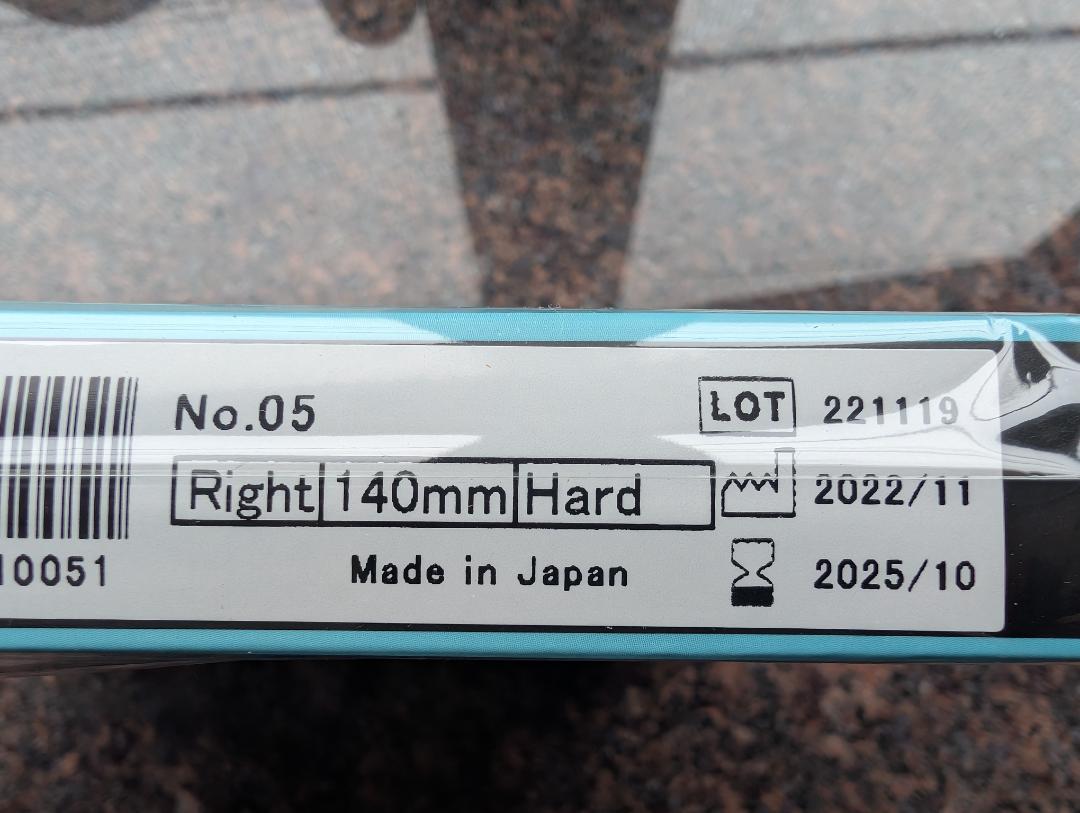 No.05
LOT 221119
Right 140mm Hard
2022/11
10051
Made in Japan
2025/10